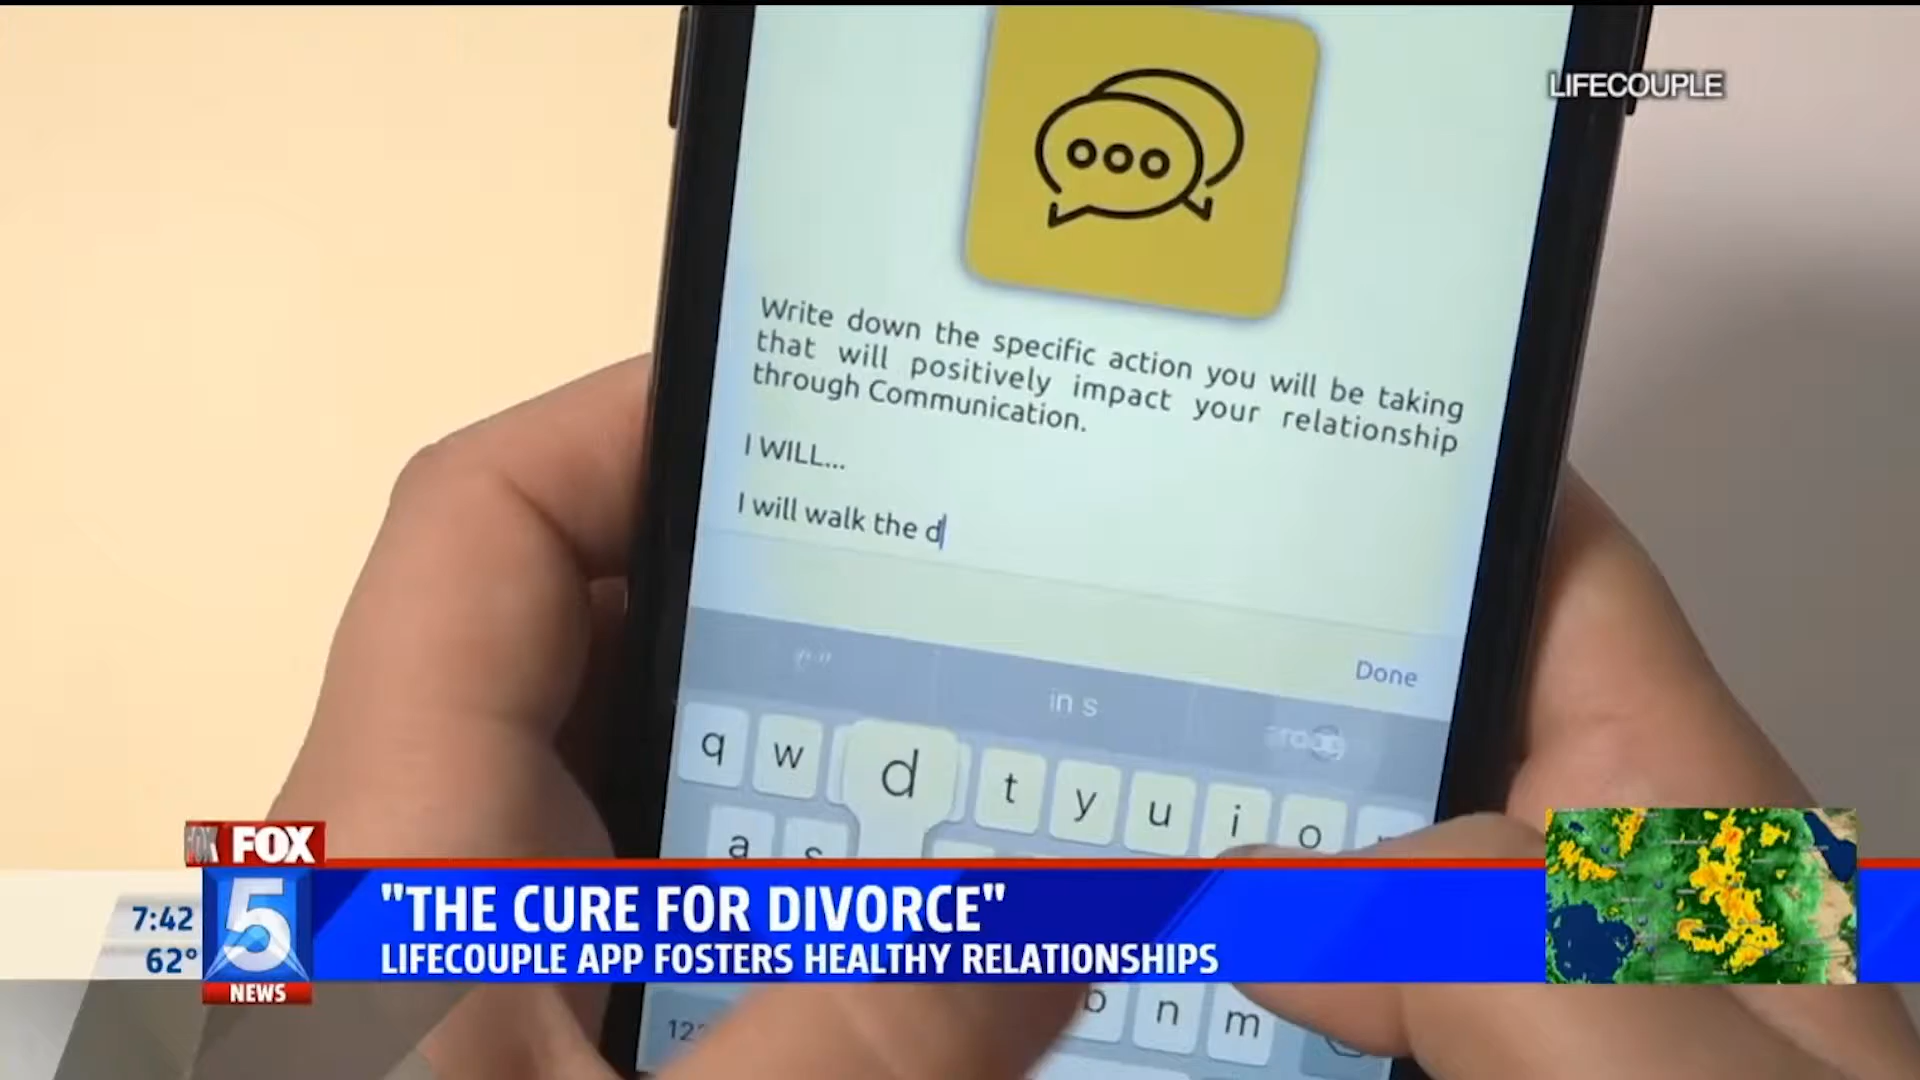 LIFECOUPLE
Write down the specific action you will be taking
that will positively impact your relationship
through Communication.
I WILL...
I will walk the d
Done
in s
q w d t y u i o
a s
FOX
"THE CURE FOR DIVORCE"
7:42
5
LIFECOUPLE APP FOSTERS HEALTHY RELATIONSHIPS
62°
NEWS
b n m
12